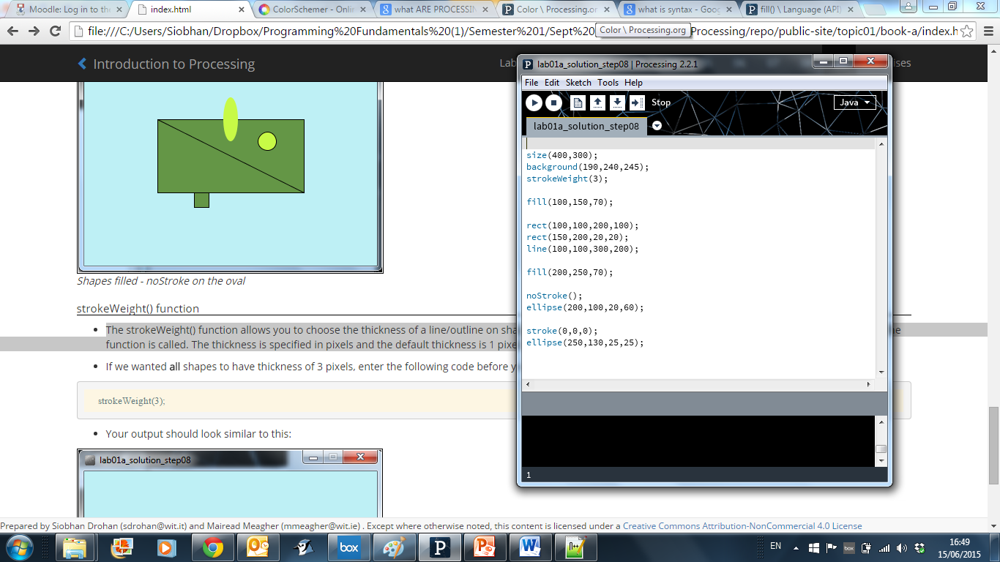 Moodle: Log in to the
index.html
ColorSchemer - Onlin
what ARE PROCESSIN
Color \ Processing.or
what is syntax - Goog
fill() \ Language (API)
file:///C:/Users/Siobhan/Dropbox/Programming%20Fundamentals%20(1)/Semester%201/Sept%20
Processing/repo/public-site/topic01/book-a/index.h
Color \ Processing.org
Introduction to Processing
Lab
ises
Shapes filled - noStroke on the oval
strokeWeight() function
• The strokeWeight() function allows you to choose the thickness of a line/outline on sha
function is called. The thickness is specified in pixels and the default thickness is 1 pixe
• If we wanted all shapes to have thickness of 3 pixels, enter the following code before y
strokeWeight(3);
• Your output should look similar to this:
lab01a_solution_step08
lab01a_solution_step08 | Processing 2.2.1
File Edit Sketch Tools Help
Stop
Java
lab01a_solution_step08
size(400,300);
background(190,240,245);
strokeWeight(3);
fill(100,150,70);
rect(100,100,200,100);
rect(150,200,20,20);
line(100,100,300,200);
fill(200,250,70);
noStroke();
ellipse(200,100,20,60);
stroke(0,0,0);
ellipse(250,130,25,25);
1
Prepared by Siobhan Drohan (sdrohan@wit.it) and Mairead Meagher (mmeagher@wit.ie) . Except where otherwise noted, this content is licensed under a Creative Commons Attribution-NonCommercial 4.0 License
box
EN
box
16:49
15/06/2015